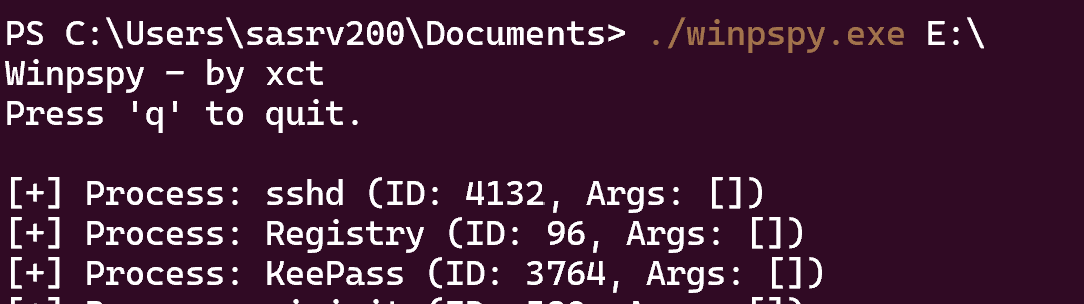 PS C:\Users\sasrv200\Documents> ./winpspy.exe E:\
Winpspy – by xct
Press 'q' to quit.
[+] Process: sshd (ID: 4132, Args: [])
[+] Process: Registry (ID: 96, Args: [])
[+] Process: KeePass (ID: 3764, Args: [])